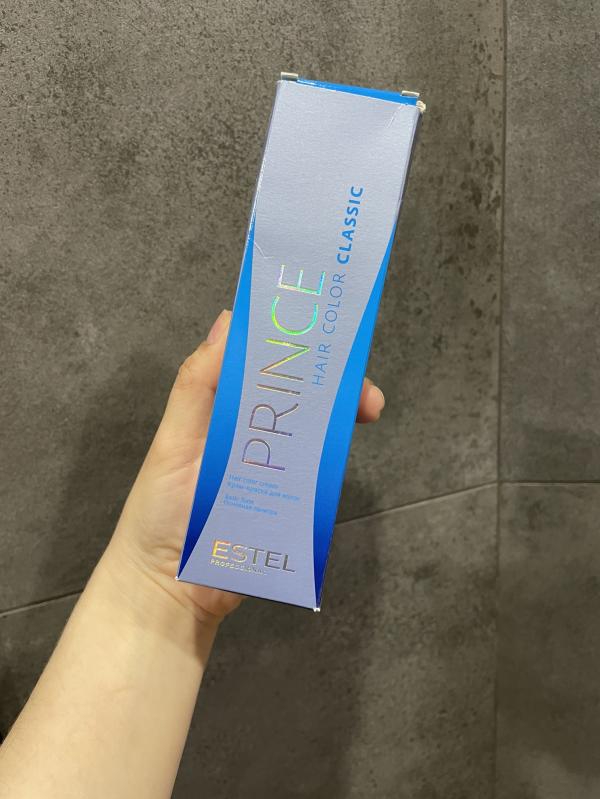 PRINCE
HAIR COLOR CLASSIC
Hair color cream
Крем-краска для волос
Basic Tone
Основная палитра
ESTEL
PROFESSIONAL